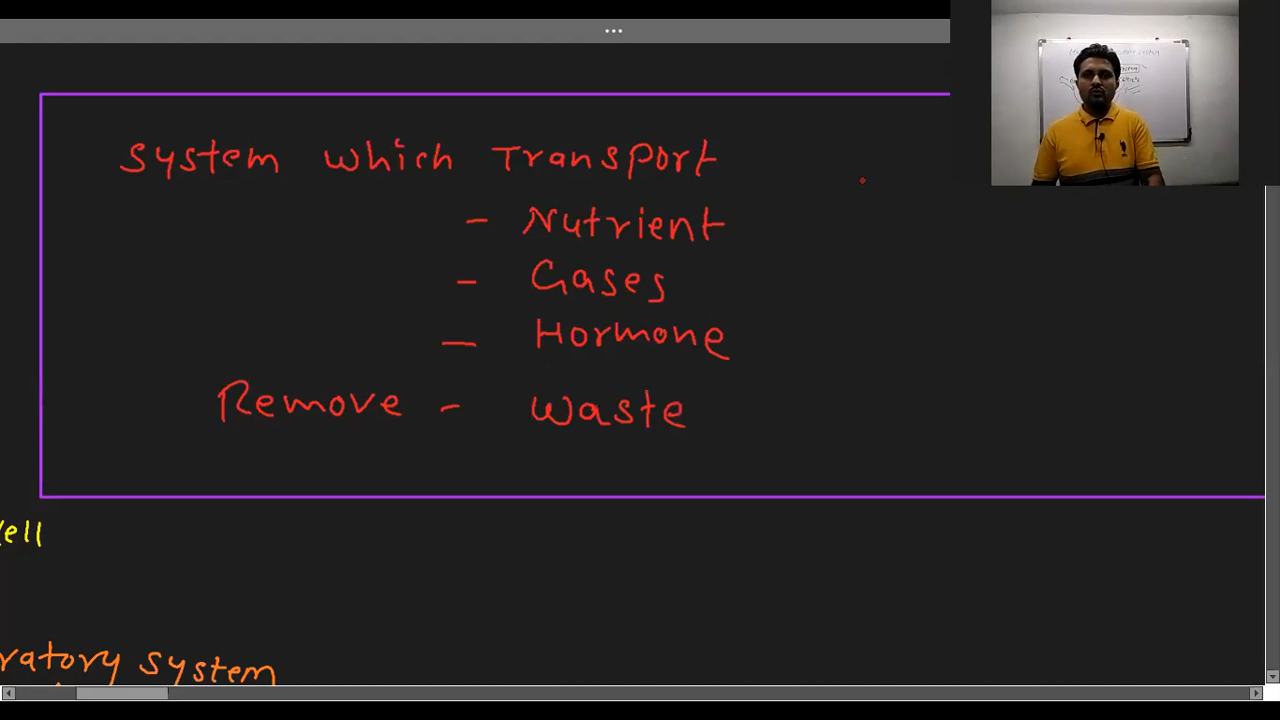 System which Transport
- Nutrient
- Gases
- Hormone
Remove - waste
ell
ratory system